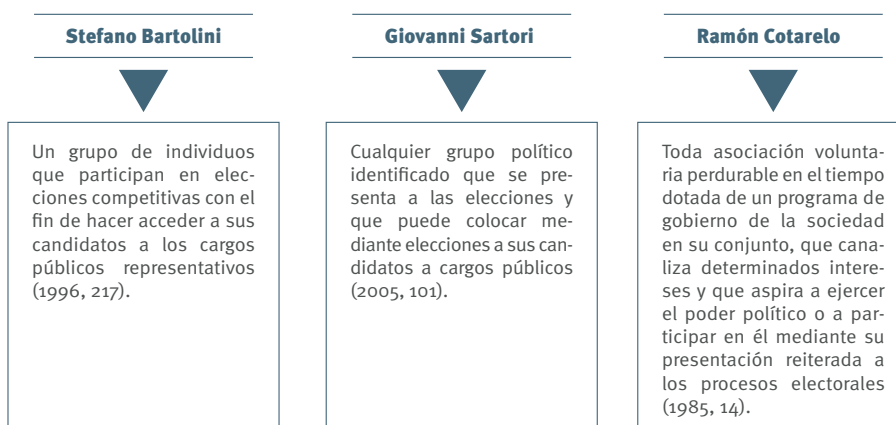 Stefano Bartolini
Un grupo de individuos
que participan en elec-
ciones competitivas con el
fin de hacer acceder a sus
candidatos a los cargos
públicos representativos
(1996, 217).
Giovanni Sartori
Cualquier grupo político
identificado que se pre-
senta a las elecciones y
que puede colocar me-
diante elecciones a sus can-
didatos a cargos públicos
(2005, 101).
Ramón Cotarelo
Toda asociación volunta-
ria perdurable en el tiempo
dotada de un programa de
gobierno de la sociedad
en su conjunto, que cana-
liza determinados intere-
ses y que aspira a ejercer
el poder político o a par-
ticipar en él mediante su
presentación reiterada a
los procesos electorales
(1985, 14).